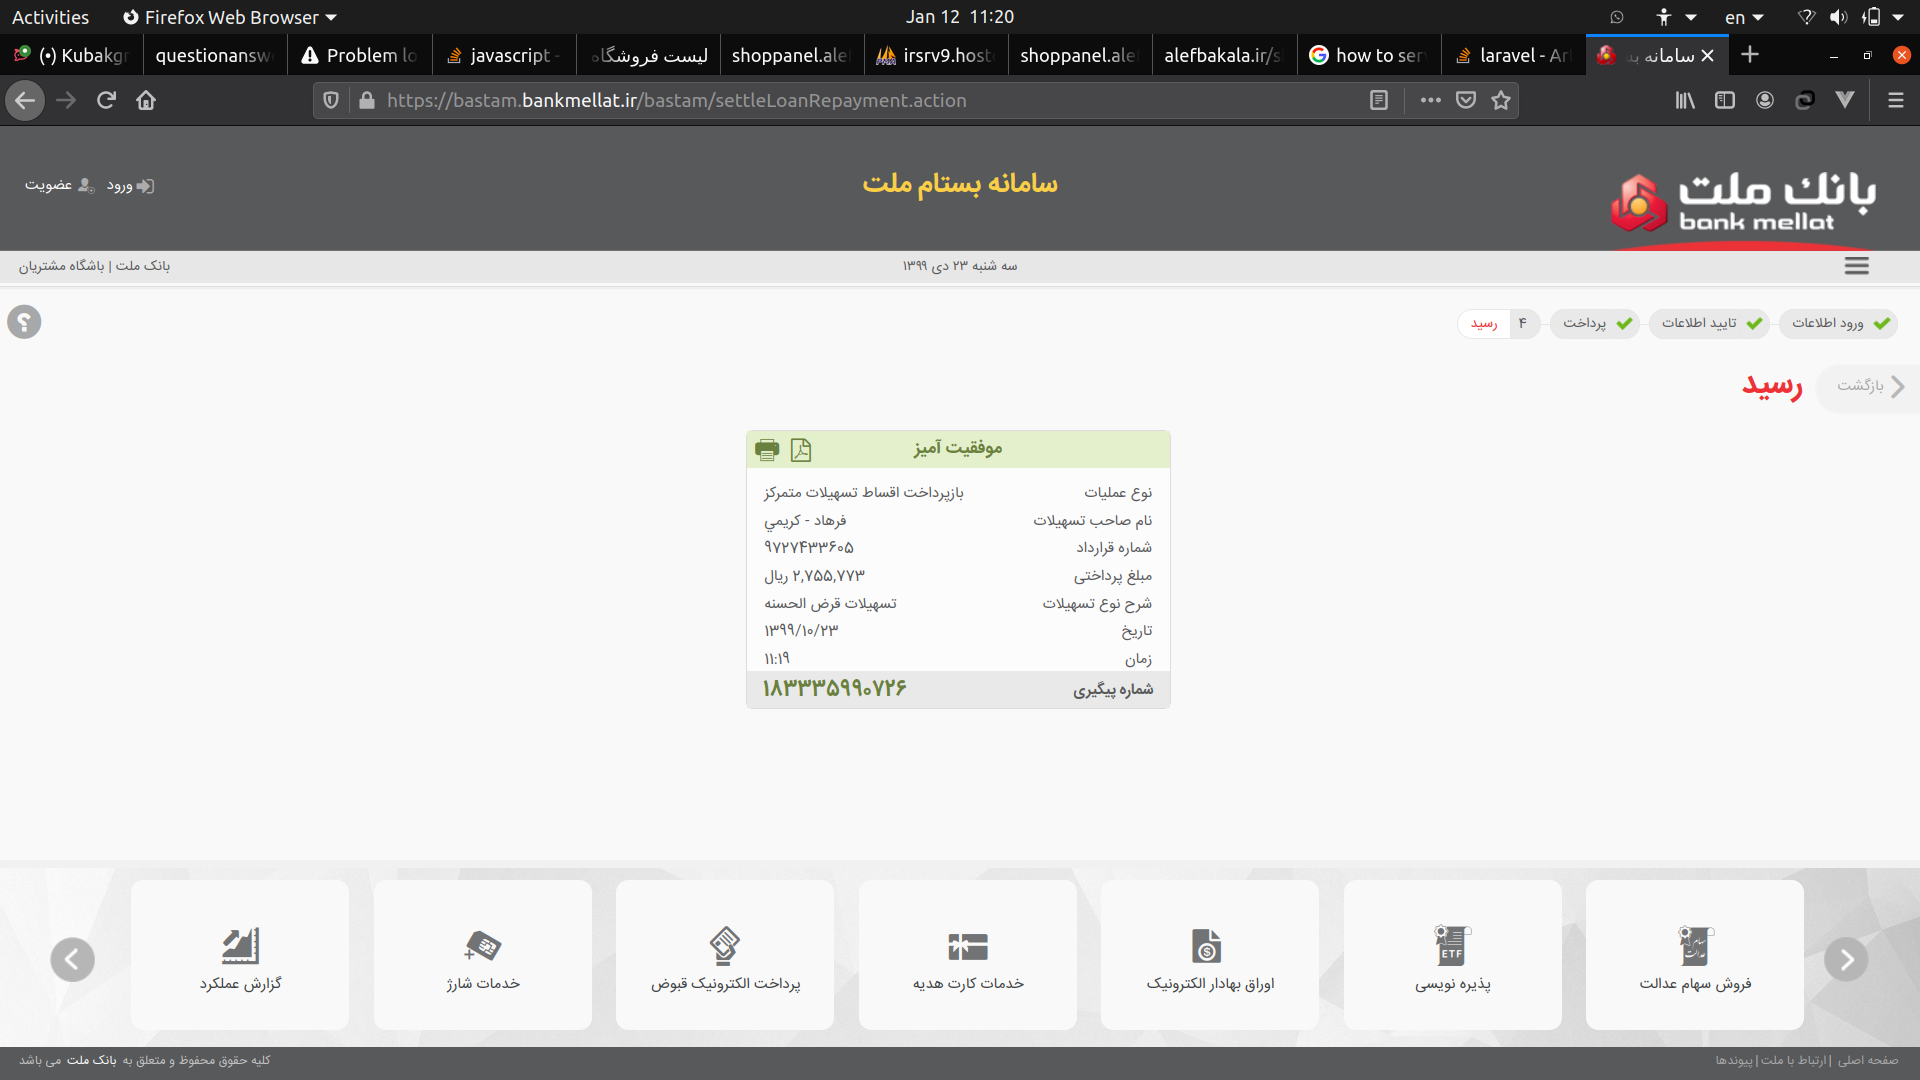 Activities Firefox Web Browser Jan 12 11:20 en
(•) Kubakgr questionansw Problem lo javascript - لیست فروشگاه shoppanel.ale irsrv9.host shoppanel.ale alefbakala.ir/s how to ser laravel - Ar سامانه بس
https://bastam.bankmellat.ir/bastam/settleLoanRepayment.action
بانک ملت
bank mellat
سامانه بستام ملت
ورود عضویت
سه شنبه ۲۳ دی ۱۳۹۹
بانک ملت | باشگاه مشتریان
ورود اطلاعات تایید اطلاعات پرداخت ۴ رسید
؟
بازگشت رسید
موفقیت آمیز
نوع عملیات بازپرداخت اقساط تسهیلات متمرکز
نام صاحب تسهیلات فرهاد - کريمي
شماره قرارداد ۹۷۲۷۴۳۳۶۰۵
مبلغ پرداختی ۲,۷۵۵,۷۷۳ ریال
شرح نوع تسهیلات تسهیلات قرض الحسنه
تاریخ ۱۳۹۹/۱۰/۲۳
زمان ۱۱:۱۹
شماره پیگیری ۱۸۳۳۳۵۹۹۰۷۲۶
سهام عدالت
ETF
فروش سهام عدالت پذیره نویسی اوراق بهادار الکترونیک خدمات کارت هدیه پرداخت الکترونیک قبوض خدمات شارژ گزارش عملکرد
صفحه اصلی | ارتباط با ملت | پیوندها
کلیه حقوق محفوظ و متعلق به بانک ملت می باشد